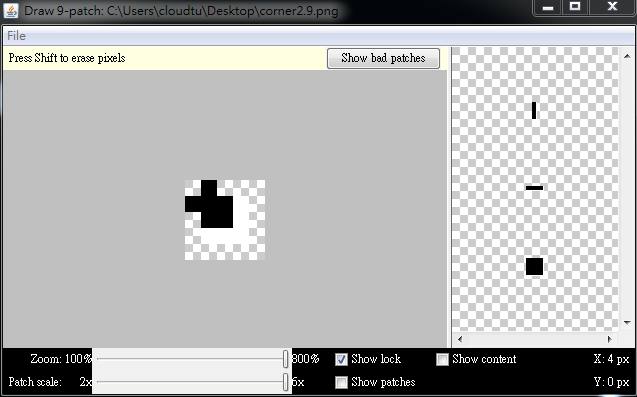 Draw 9-patch: C:\Users\cloudtu\Desktop\corner2.9.png
File
Press Shift to erase pixels
Show bad patches
Zoom: 100% 800% Show lock Show content X: 4 px
Patch scale: 2x 6x Show patches Y: 0 px